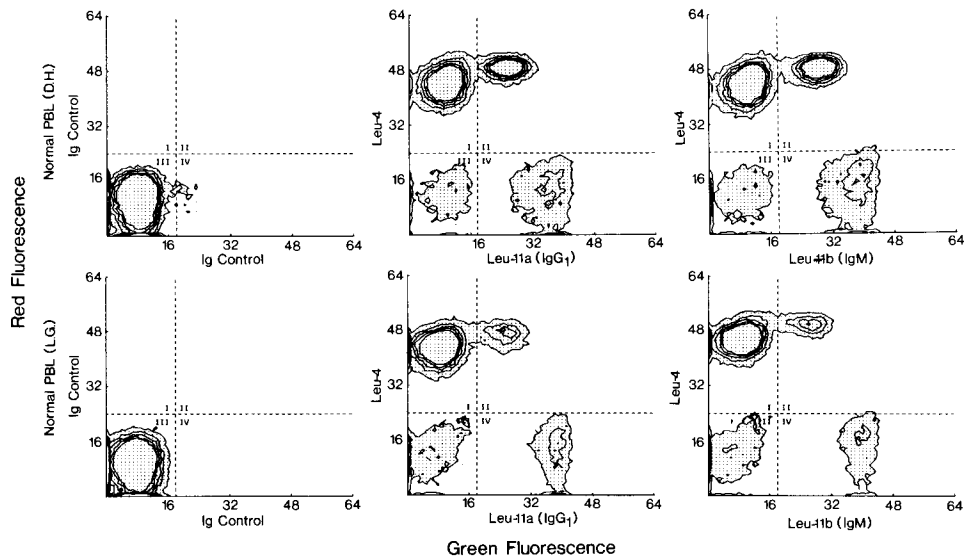 Red Fluorescence
Normal PBL (D.H.)
Ig Control
64
48
32
16
I II
III IV
16 32 48 64
Ig Control
Leu-4
64
48
32
16
I II
III IV
16 32 48 64
Leu-11a (IgG₁)
Leu-4
64
48
32
16
I II
III IV
16 32 48 64
Leu-11b (IgM)
Normal PBL (L.G.)
Ig Control
64
48
32
16
I II
III IV
16 32 48 64
Ig Control
Leu-4
64
48
32
16
I II
IV
16 32 48 64
Leu-11a (IgG₁)
Leu-4
64
48
32
16
I II
IV
16 32 48 64
Leu-11b (IgM)
Green Fluorescence